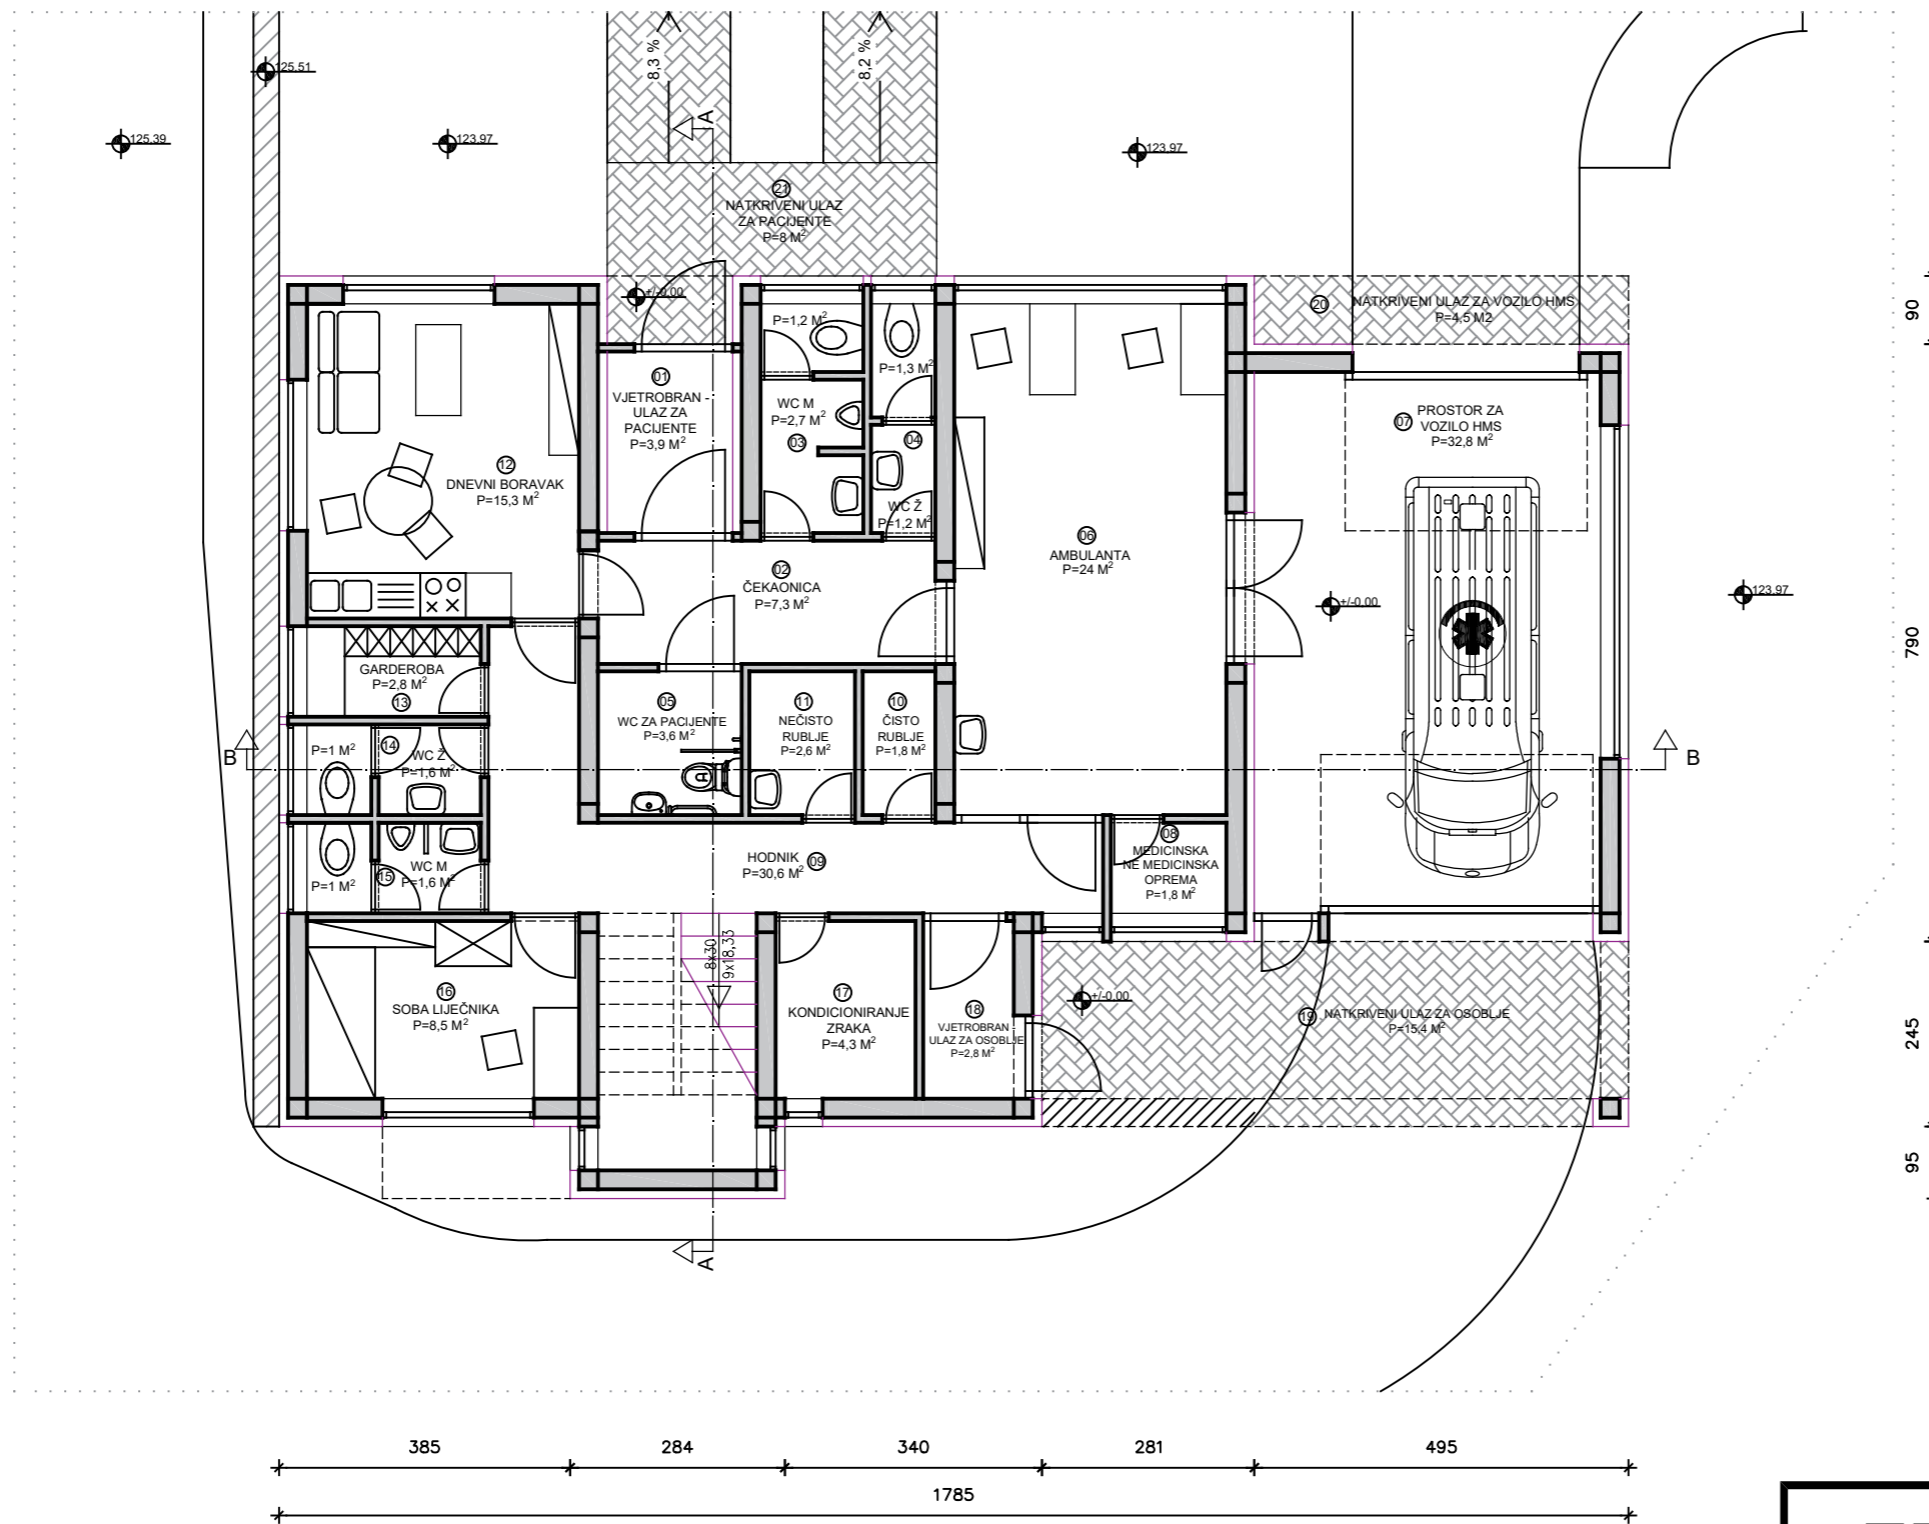 8,3 %
8,2 %
125.51
125.39
123.97
123.97
A
21
NATKRIVENI ULAZ
ZA PACIJENTE
P=8 M²
+/-0.00
20
NATKRIVENI ULAZ ZA VOZILO HMS
P=4,5 M2
90
01
VJETROBRAN -
ULAZ ZA
PACIJENTE
P=3,9 M²
P=1,2 M²
P=1,3 M²
WC M
P=2,7 M²
03
04
WC Ž
P=1,2 M²
07
PROSTOR ZA
VOZILO HMS
P=32,8 M²
12
DNEVNI BORAVAK
P=15,3 M²
02
ČEKAONICA
P=7,3 M²
06
AMBULANTA
P=24 M²
+/-0.00
123.97
790
GARDEROBA
P=2,8 M²
13
05
WC ZA PACIJENTE
P=3,6 M²
11
NEČISTO
RUBLJE
P=2,6 M²
10
ČISTO
RUBLJE
P=1,8 M²
B
P=1 M²
14
WC Ž
P=1,6 M²
B
P=1 M²
15
WC M
P=1,6 M²
HODNIK 09
P=30,6 M²
08
MEDICINSKA
NE MEDICINSKA
OPREMA
P=1,8 M²
8x30
9x18,33
16
SOBA LIJEČNIKA
P=8,5 M²
17
KONDICIONIRANJE
ZRAKA
P=4,3 M²
18
VJETROBRAN -
ULAZ ZA OSOBLJE
P=2,8 M²
+/-0.00
19
NATKRIVENI ULAZ ZA OSOBLJE
P=15,4 M²
245
95
A
385
284
340
281
495
1785